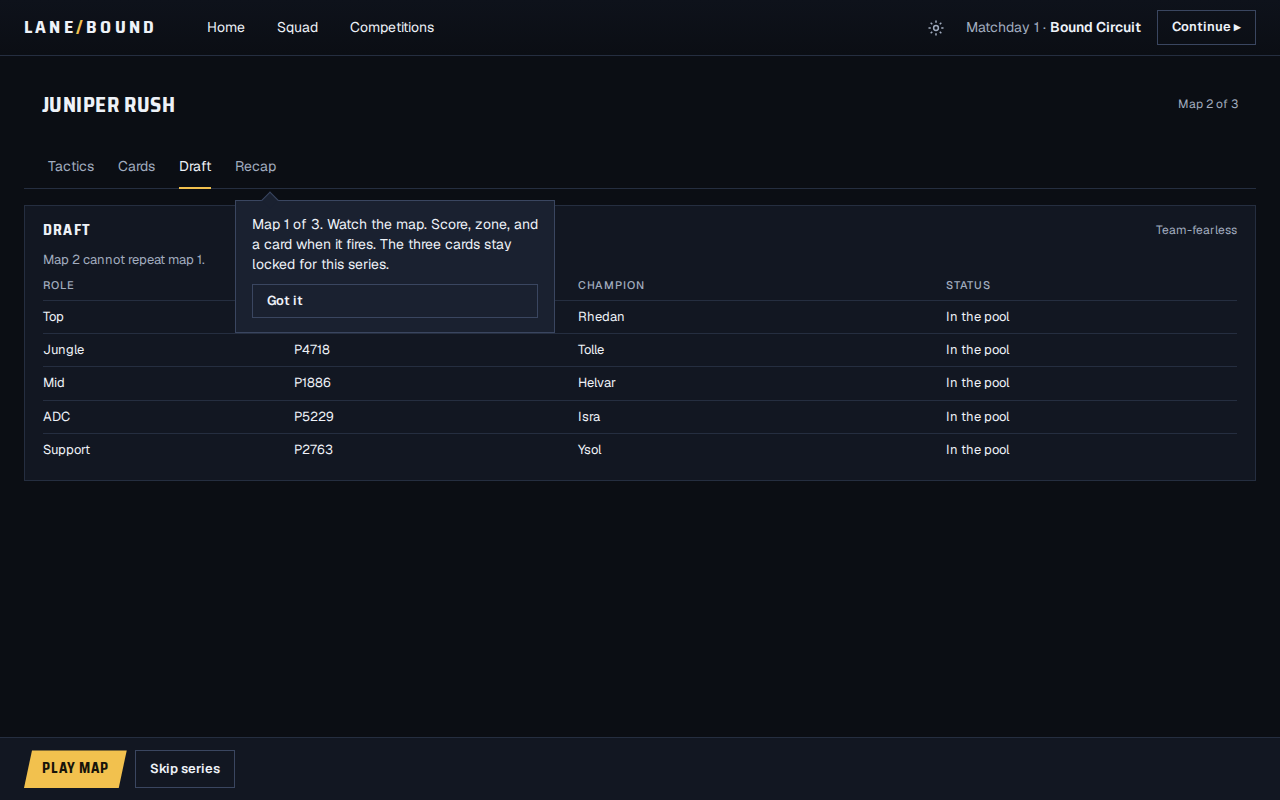 LANE/BOUND
Home Squad Competitions
Matchday 1 · Bound Circuit
Continue ▸
JUNIPER RUSH
Map 2 of 3
Tactics Cards Draft Recap
Map 1 of 3. Watch the map. Score, zone, and
a card when it fires. The three cards stay
locked for this series.
Got it
DRAFT
Team-fearless
Map 2 cannot repeat map 1.
ROLE CHAMPION STATUS
Top Rhedan In the pool
Jungle P4718 Tolle In the pool
Mid P1886 Helvar In the pool
ADC P5229 Isra In the pool
Support P2763 Ysol In the pool
PLAY MAP
Skip series